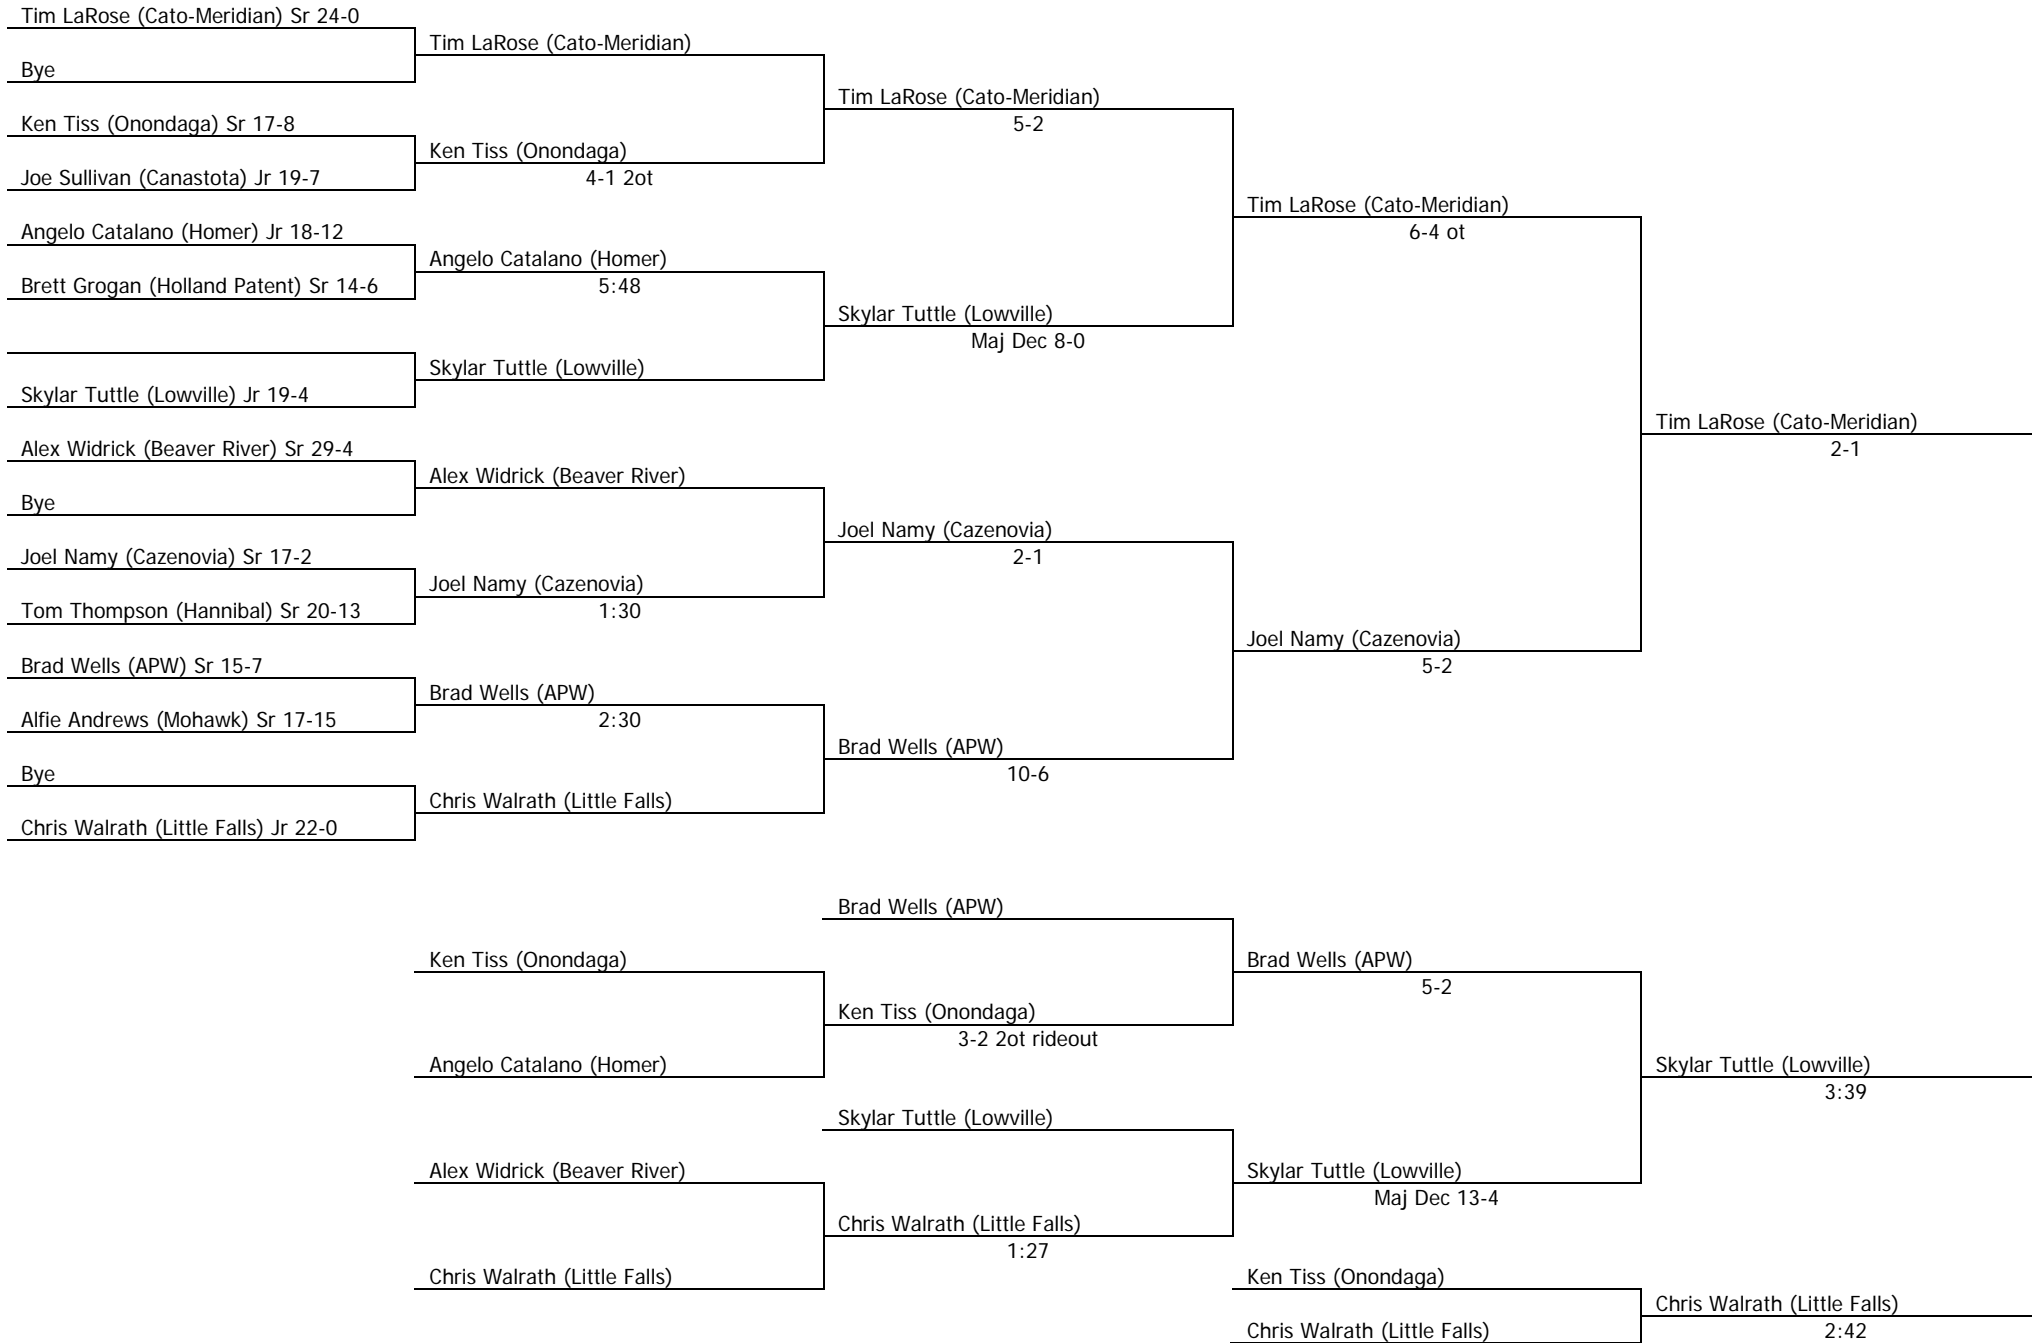 Tim LaRose (Cato-Meridian) Sr 24-0
Bye
Ken Tiss (Onondaga) Sr 17-8
Joe Sullivan (Canastota) Jr 19-7
Angelo Catalano (Homer) Jr 18-12
Brett Grogan (Holland Patent) Sr 14-6
Skylar Tuttle (Lowville) Jr 19-4
Alex Widrick (Beaver River) Sr 29-4
Bye
Joel Namy (Cazenovia) Sr 17-2
Tom Thompson (Hannibal) Sr 20-13
Brad Wells (APW) Sr 15-7
Alfie Andrews (Mohawk) Sr 17-15
Bye
Chris Walrath (Little Falls) Jr 22-0
Tim LaRose (Cato-Meridian)
Ken Tiss (Onondaga)
4-1 2ot
Angelo Catalano (Homer)
5:48
Skylar Tuttle (Lowville)
Alex Widrick (Beaver River)
Joel Namy (Cazenovia)
1:30
Brad Wells (APW)
2:30
Chris Walrath (Little Falls)
Tim LaRose (Cato-Meridian)
5-2
Skylar Tuttle (Lowville)
Maj Dec 8-0
Joel Namy (Cazenovia)
2-1
Brad Wells (APW)
10-6
Tim LaRose (Cato-Meridian)
6-4 ot
Joel Namy (Cazenovia)
5-2
Tim LaRose (Cato-Meridian)
2-1
Ken Tiss (Onondaga)
Angelo Catalano (Homer)
Alex Widrick (Beaver River)
Chris Walrath (Little Falls)
Brad Wells (APW)
Ken Tiss (Onondaga)
3-2 2ot rideout
Skylar Tuttle (Lowville)
Chris Walrath (Little Falls)
1:27
Brad Wells (APW)
5-2
Skylar Tuttle (Lowville)
Maj Dec 13-4
Skylar Tuttle (Lowville)
3:39
Ken Tiss (Onondaga)
Chris Walrath (Little Falls)
Chris Walrath (Little Falls)
2:42